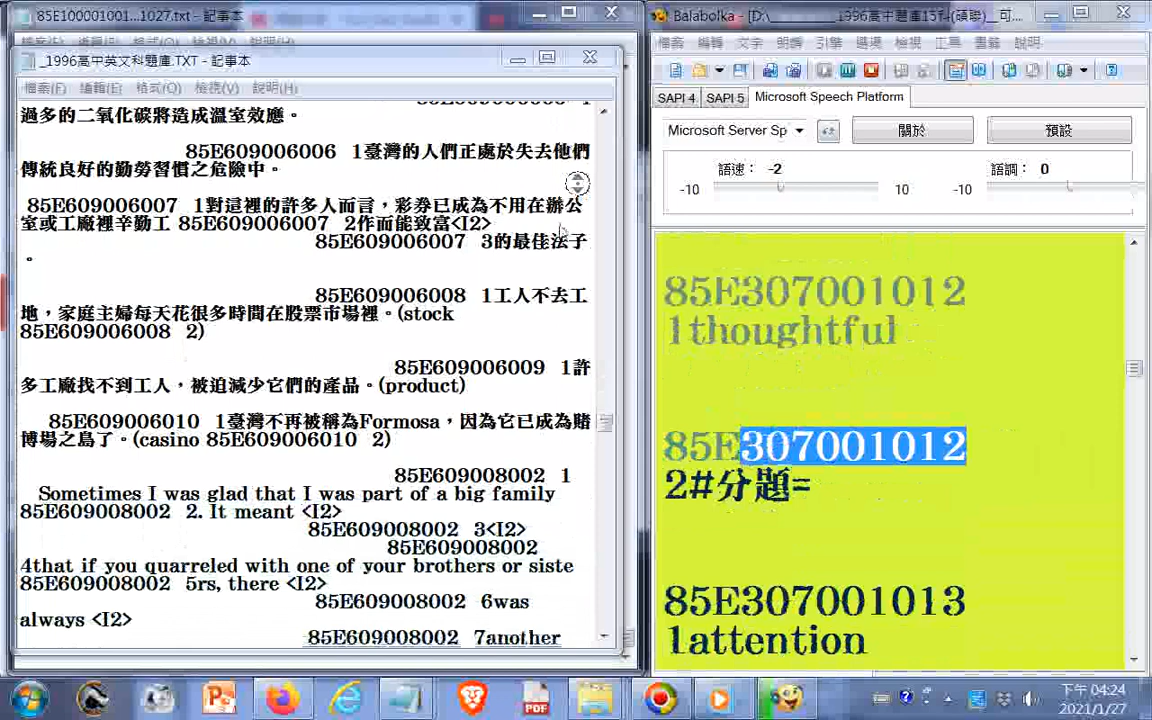 85E100001001...1027.txt - 記事本
_1996高中英文科題庫.TXT - 記事本
檔案(F) 編輯(E) 格式(O) 檢視(V) 說明(H)
過多的二氧化碳將造成溫室效應。
85E609006006 1臺灣的人們正處於失去他們
傳統良好的勤勞習慣之危險中。
85E609006007 1對這裡的許多人而言，彩券已成為不用在辦公
室或工廠裡辛勤工 85E609006007 2作而能致富<I2>
85E609006007 3的最佳法子
。
85E609006008 1工人不去工
地，家庭主婦每天花很多時間在股票市場裡。(stock
85E609006008 2)
85E609006009 1許
多工廠找不到工人，被迫減少它們的產品。(product)
85E609006010 1臺灣不再被稱為Formosa，因為它已成為賭
博場之島了。(casino 85E609006010 2)
85E609008002 1
Sometimes I was glad that I was part of a big family
85E609008002 2. It meant <I2>
85E609008002 3<I2>
85E609008002
4that if you quarreled with one of your brothers or siste
85E609008002 5rs, there <I2>
85E609008002 6was
always <I2>
85E609008002 7another
Balabolka - [D:\_______1996高中題庫15科(碩聯)__可...
檔案 編輯 文字 朗讀 引擎 選項 檢視 工具 書籤 說明
SAPI 4 SAPI 5 Microsoft Speech Platform
Microsoft Server Sp 關於 預設
語速： -2 語調： 0
-10 10 -10
85E307001012
1thoughtful
85E307001012
2#分題=
85E307001013
1attention
PDF
下午 04:24
2021/1/27